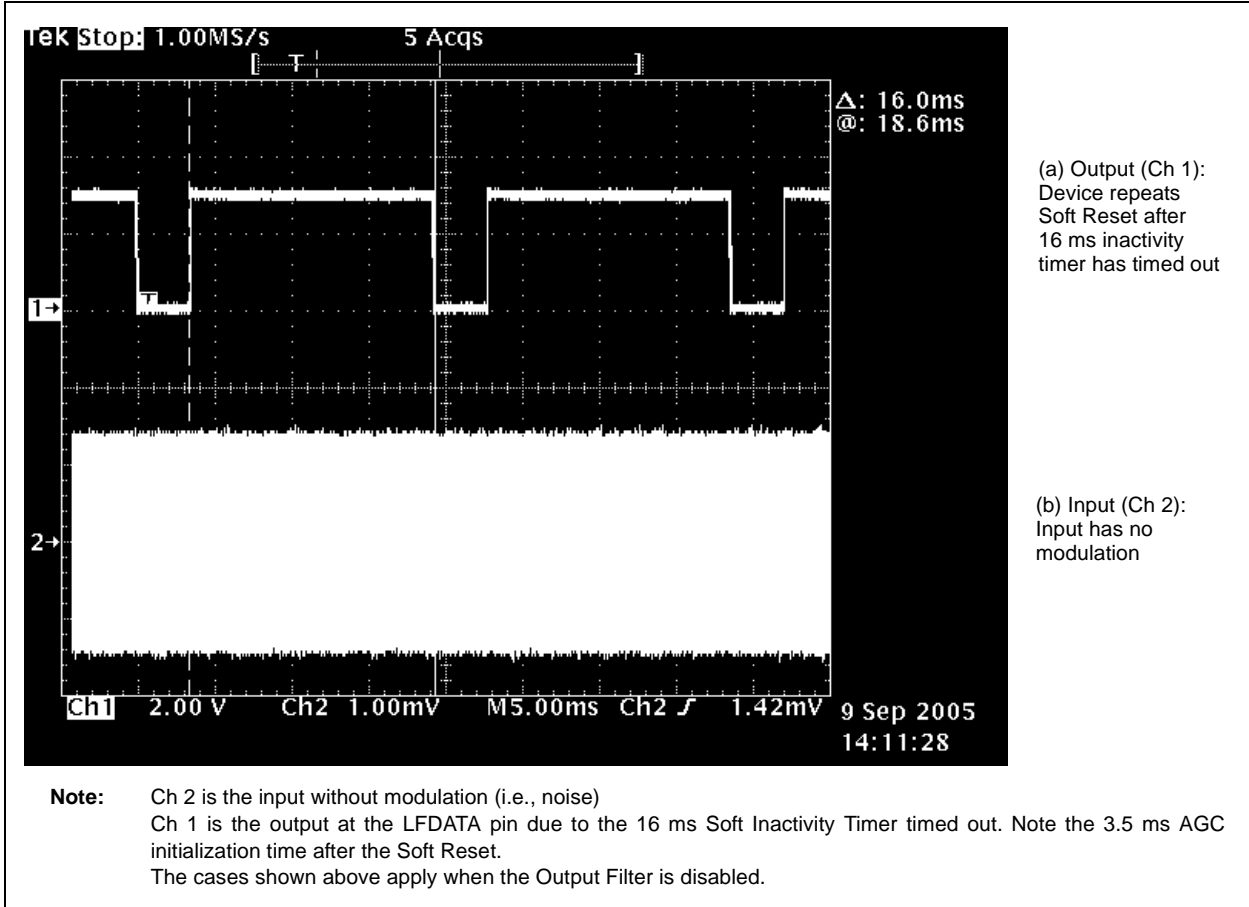 Tek Stop: 1.00MS/s 5 Acqs
[ T ]
Δ: 16.0ms
@: 18.6ms
(a) Output (Ch 1):
Device repeats
Soft Reset after
16 ms inactivity
timer has timed out
T
1→
(b) Input (Ch 2):
Input has no
modulation
2→
Ch1 2.00 V Ch2 1.00mV M5.00ms Ch2 ƒ 1.42mV
9 Sep 2005
14:11:28
Note: Ch 2 is the input without modulation (i.e., noise)
Ch 1 is the output at the LFDATA pin due to the 16 ms Soft Inactivity Timer timed out. Note the 3.5 ms AGC
initialization time after the Soft Reset.
The cases shown above apply when the Output Filter is disabled.